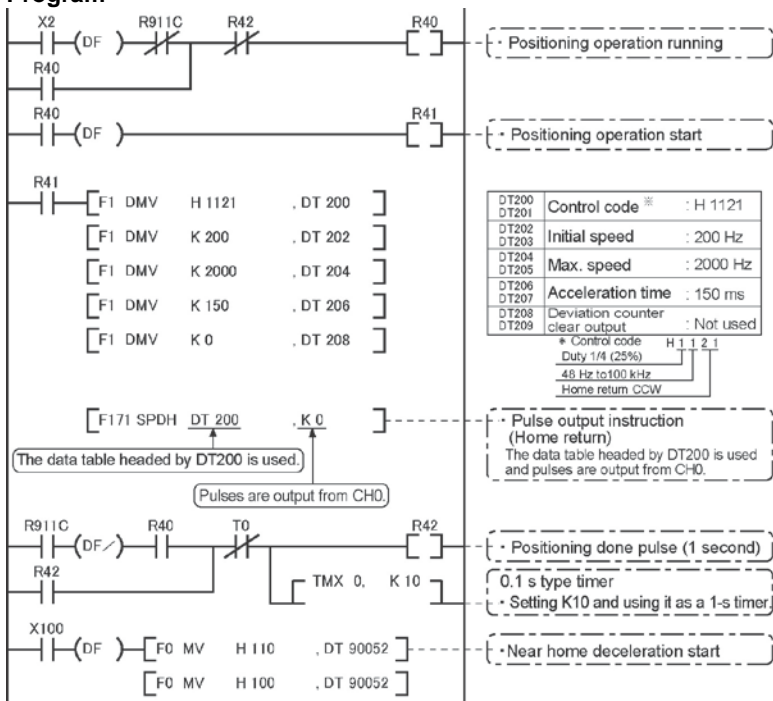 Program
X2 R911C R42 R40
(DF ) · Positioning operation running
R40
R40 R41
(DF ) · Positioning operation start
R41
[F1 DMV H 1121 , DT 200 ]
[F1 DMV K 200 , DT 202 ]
[F1 DMV K 2000 , DT 204 ]
[F1 DMV K 150 , DT 206 ]
[F1 DMV K 0 , DT 208 ]
DT200 DT201 Control code ※ : H 1121
DT202 DT203 Initial speed : 200 Hz
DT204 DT205 Max. speed : 2000 Hz
DT206 DT207 Acceleration time : 150 ms
DT208 DT209 Deviation counter clear output : Not used
* Control code H 1 1 2 1
Duty 1/4 (25%)
48 Hz to100 kHz
Home return CCW
[F171 SPDH DT 200 , K 0 ]
· Pulse output instruction
(Home return)
The data table headed by DT200 is used
and pulses are output from CH0.
The data table headed by DT200 is used.
Pulses are output from CH0.
R911C R40 T0 R42
(DF/) · Positioning done pulse (1 second)
R42
[ TMX 0, K 10
0.1 s type timer
· Setting K10 and using it as a 1-s timer.
X100
(DF ) [F0 MV H 110 , DT 90052 ] · Near home deceleration start
[F0 MV H 100 , DT 90052 ]